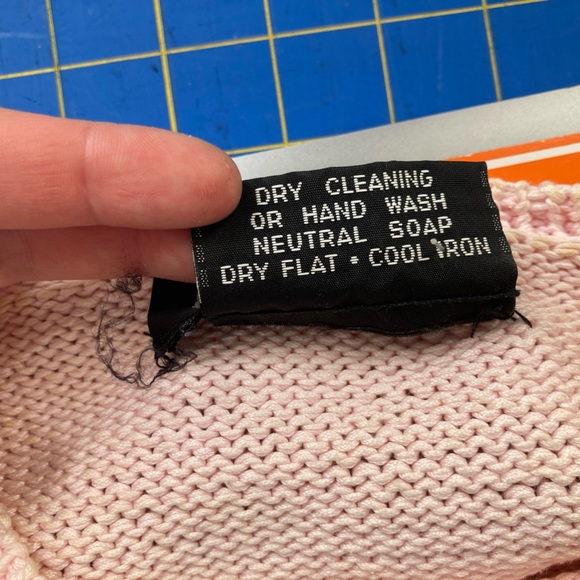 DRY CLEANING
OR HAND WASH
NEUTRAL SOAP
DRY FLAT • COOL IRON